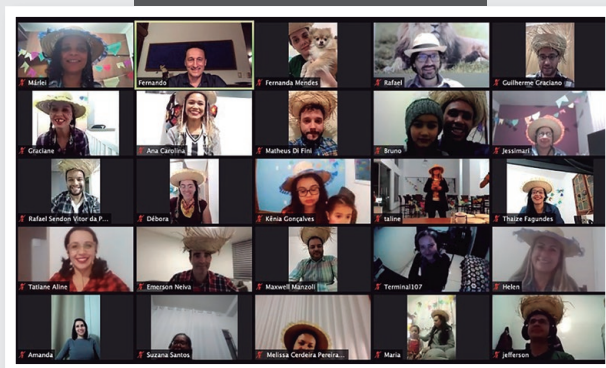 Márlei
Fernando
Fernanda Mendes
Rafael
Guilherme Graciano
Graciane
Ana Carolina
Matheus Di Fini
Bruno
Jessimari
Rafael Sendon Vitor da P...
Débora
Kênia Gonçalves
taline
Thaize Fagundes
Tatiane Aline
Emerson Neiva
Maxwell Manzoli
Terminal107
Helen
Amanda
Suzana Santos
Melissa Cerdeira Pereira...
Maria
Jefferson